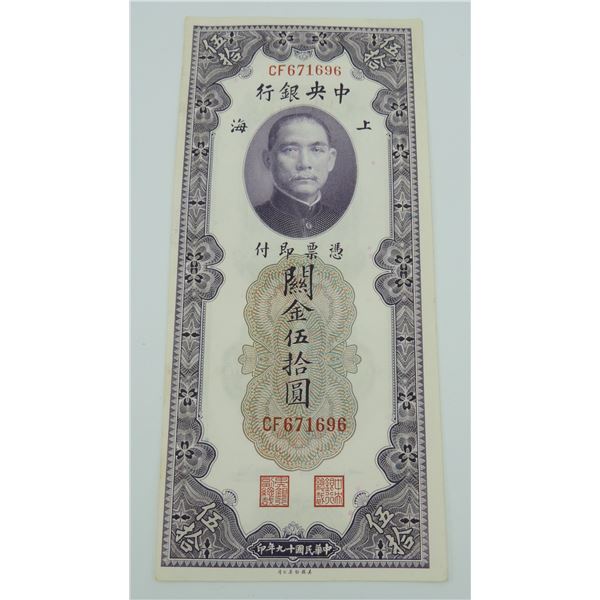 伍拾 伍拾
CF671696
中央銀行
上海
憑票即付
關金伍拾圓
CF671696
伍拾 伍拾
中華民國十九年印